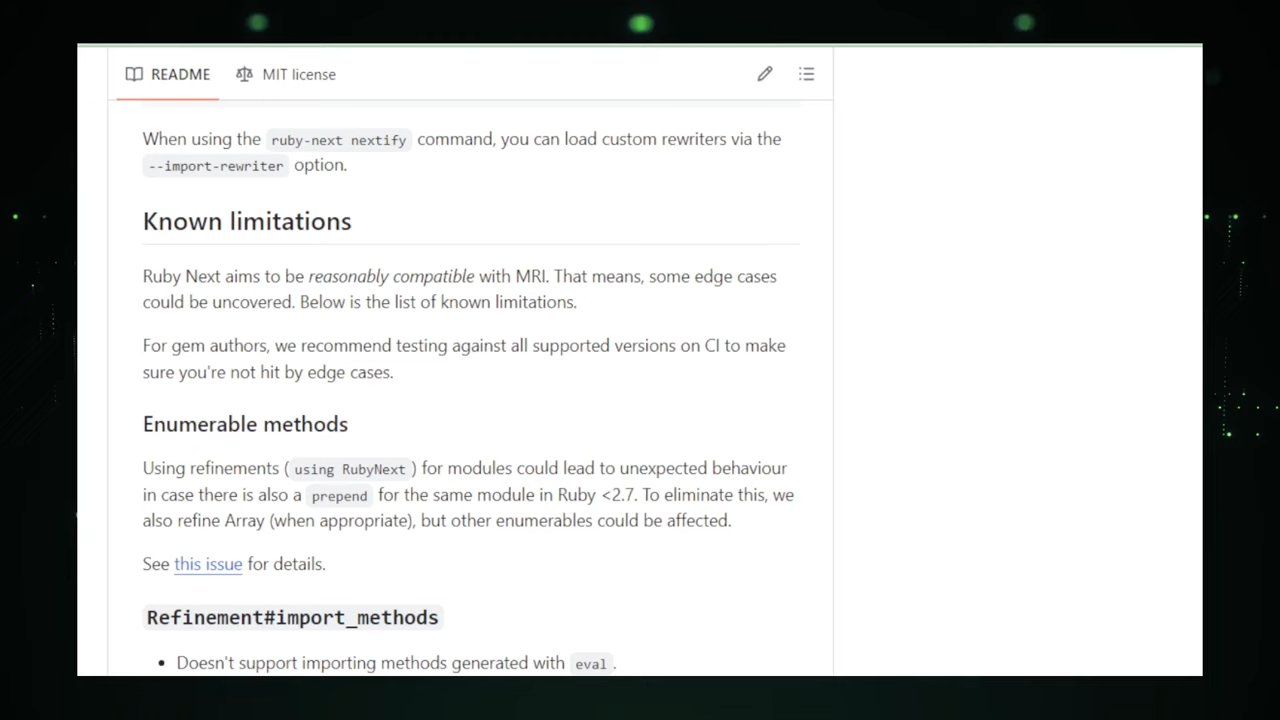 README MIT license
When using the ruby-next nextify command, you can load custom rewriters via the
--import-rewriter option.
Known limitations
Ruby Next aims to be reasonably compatible with MRI. That means, some edge cases
could be uncovered. Below is the list of known limitations.
For gem authors, we recommend testing against all supported versions on CI to make
sure you're not hit by edge cases.
Enumerable methods
Using refinements (using RubyNext) for modules could lead to unexpected behaviour
in case there is also a prepend for the same module in Ruby <2.7. To eliminate this, we
also refine Array (when appropriate), but other enumerables could be affected.
See this issue for details.
Refinement#import_methods
• Doesn't support importing methods generated with eval.